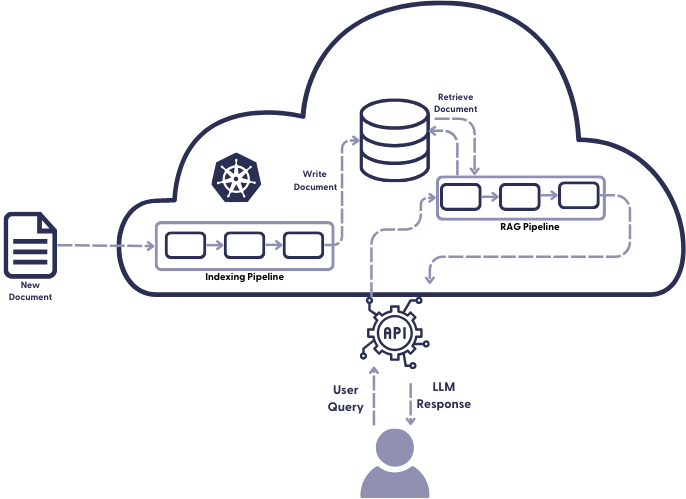 Retrieve
Document
Write
Document
RAG Pipeline
Indexing Pipeline
New
Document
API
User
Query
LLM
Response